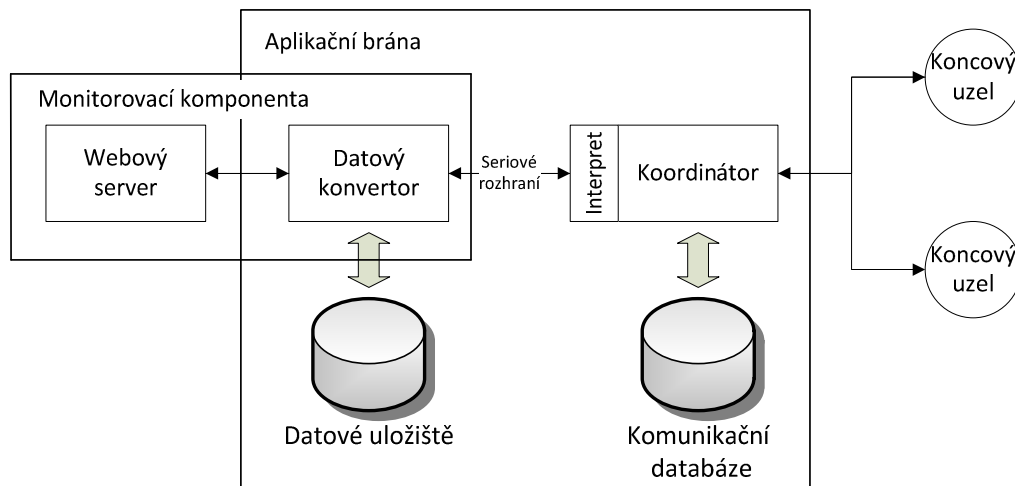 Aplikační brána
Monitorovací komponenta
Webový
server
Datový
konvertor
Seriové
rozhraní
Interpret
Koordinátor
Koncový
uzel
Koncový
uzel
Datové uložiště
Komunikační
databáze